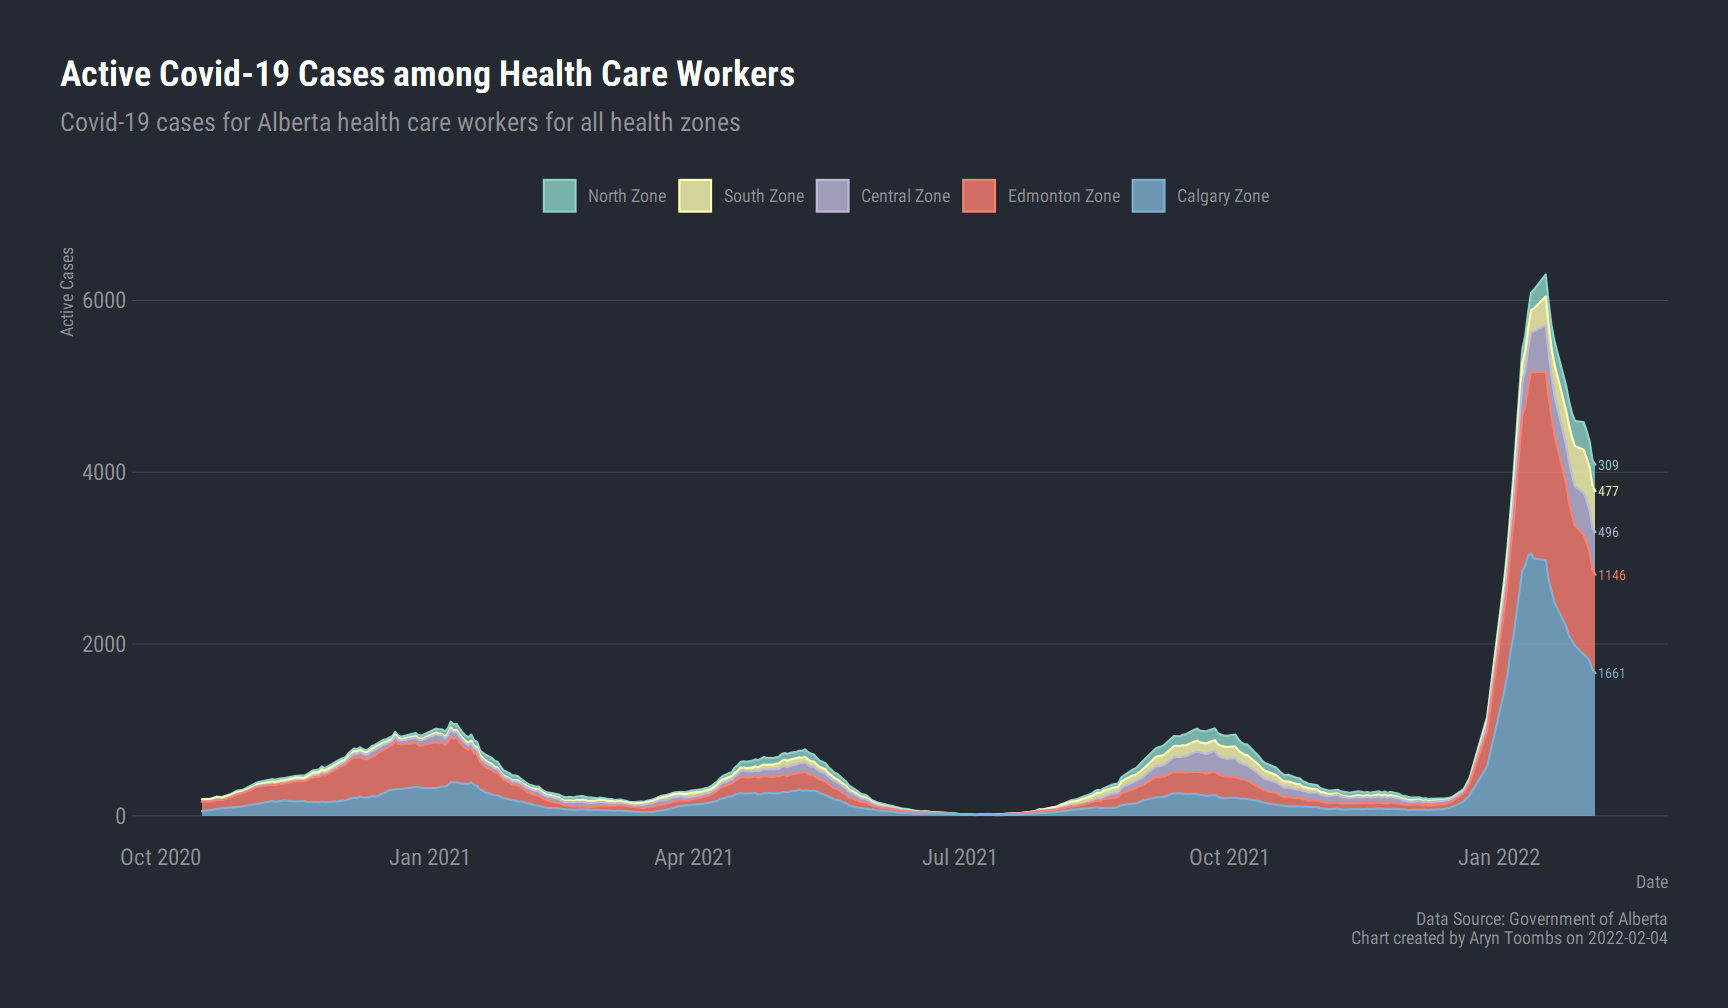 Active Covid-19 Cases among Health Care Workers
Covid-19 cases for Alberta health care workers for all health zones
North Zone South Zone Central Zone Edmonton Zone Calgary Zone
Active Cases
6000
4000
2000
0
309
477
496
1146
1661
Oct 2020 Jan 2021 Apr 2021 Jul 2021 Oct 2021 Jan 2022
Date
Data Source: Government of Alberta
Chart created by Aryn Toombs on 2022-02-04